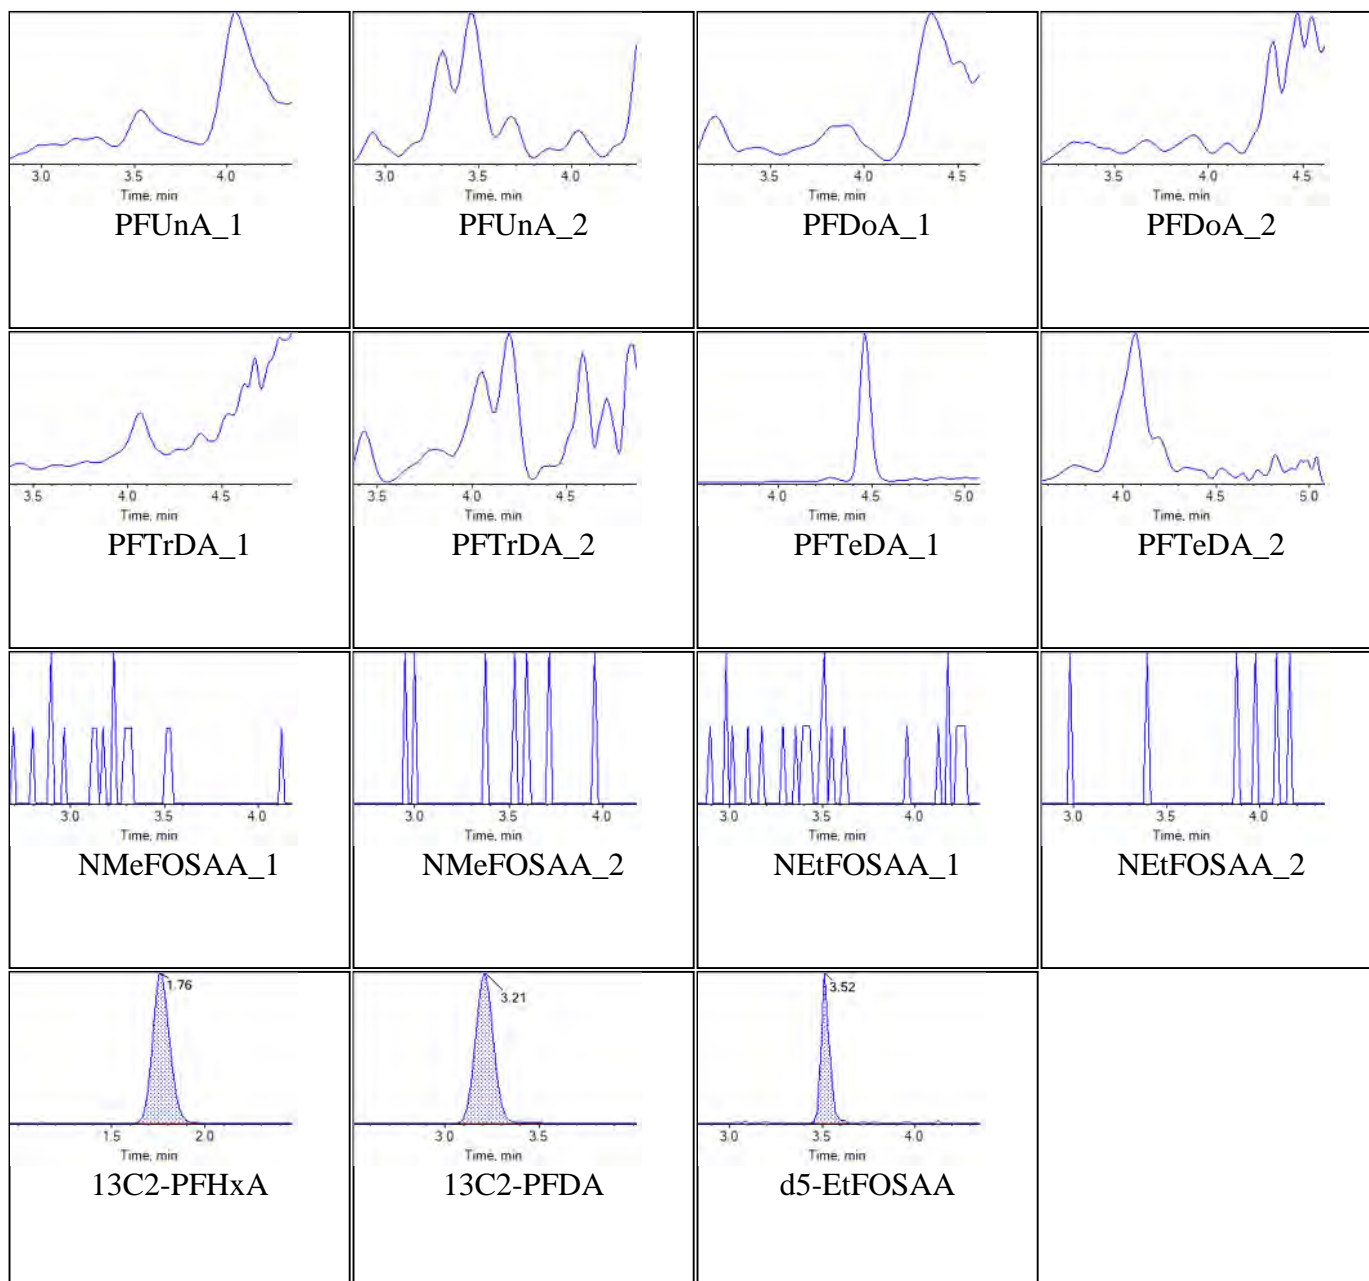 3.0 3.5 4.0
Time, min
PFUnA_1
3.0 3.5 4.0
Time, min
PFUnA_2
3.5 4.0 4.5
Time, min
PFDoA_1
3.5 4.0 4.5
Time, min
PFDoA_2
3.5 4.0 4.5
Time, min
PFTrDA_1
3.5 4.0 4.5
Time, min
PFTrDA_2
4.0 4.5 5.0
Time, min
PFTeDA_1
4.0 4.5 5.0
Time, min
PFTeDA_2
3.0 3.5 4.0
Time, min
NMeFOSAA_1
3.0 3.5 4.0
Time, min
NMeFOSAA_2
3.0 3.5 4.0
Time, min
NEtFOSAA_1
3.0 3.5 4.0
Time, min
NEtFOSAA_2
1.76
1.5 2.0
Time, min
13C2-PFHxA
3.21
3.0 3.5
Time, min
13C2-PFDA
3.52
3.0 3.5 4.0
Time, min
d5-EtFOSAA